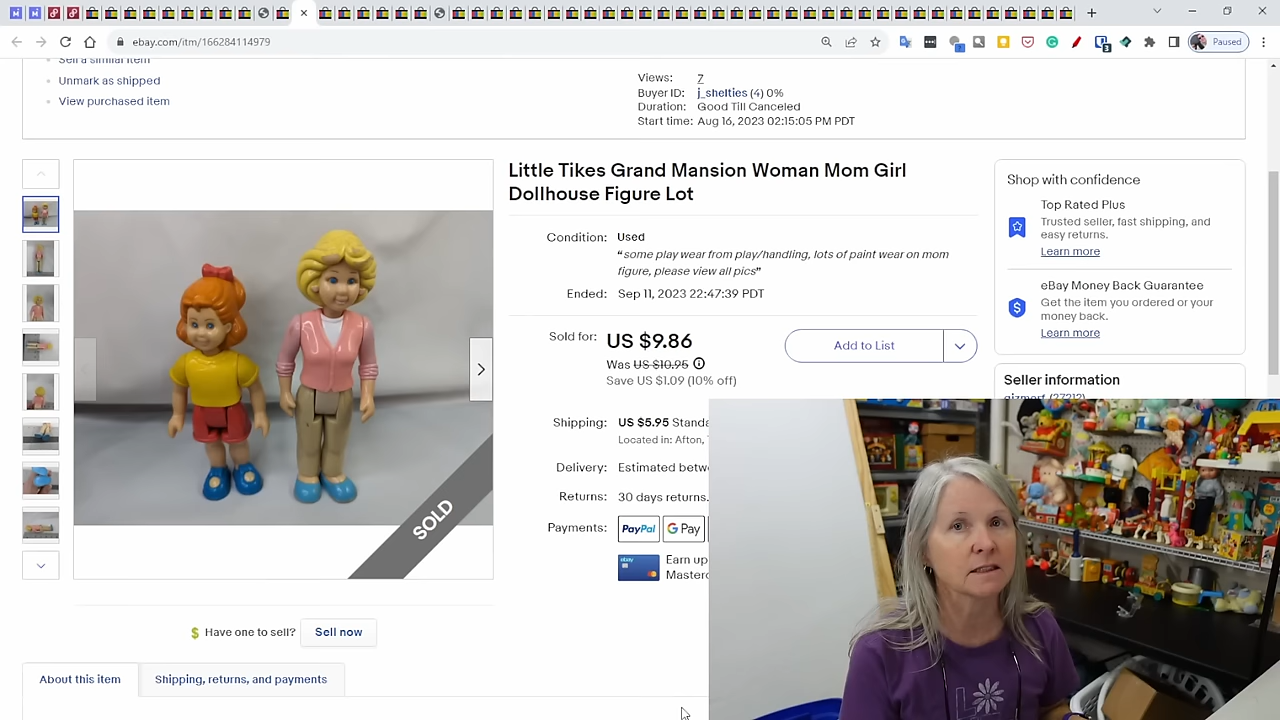 ebay.com/itm/166284114979
Paused
Unmark as shipped
View purchased item
Views: 7
Buyer ID: j_shelties (4) 0%
Duration: Good Till Canceled
Start time: Aug 16, 2023 02:15:05 PM PDT
Little Tikes Grand Mansion Woman Mom Girl
Dollhouse Figure Lot
Condition: Used
“some play wear from play/handling, lots of paint wear on mom
figure, please view all pics”
Ended: Sep 11, 2023 22:47:39 PDT
Sold for: US $9.86
Was US $10.95
Save US $1.09 (10% off)
Add to List
Shipping: US $5.95 Standa
Located in: Afton,
Delivery: Estimated betw
Returns: 30 days returns.
Payments: PayPal G Pay
Earn up
Masterc
SOLD
Shop with confidence
Top Rated Plus
Trusted seller, fast shipping, and
easy returns.
Learn more
eBay Money Back Guarantee
Get the item you ordered or your
money back.
Learn more
Seller information
$ Have one to sell? Sell now
About this item
Shipping, returns, and payments